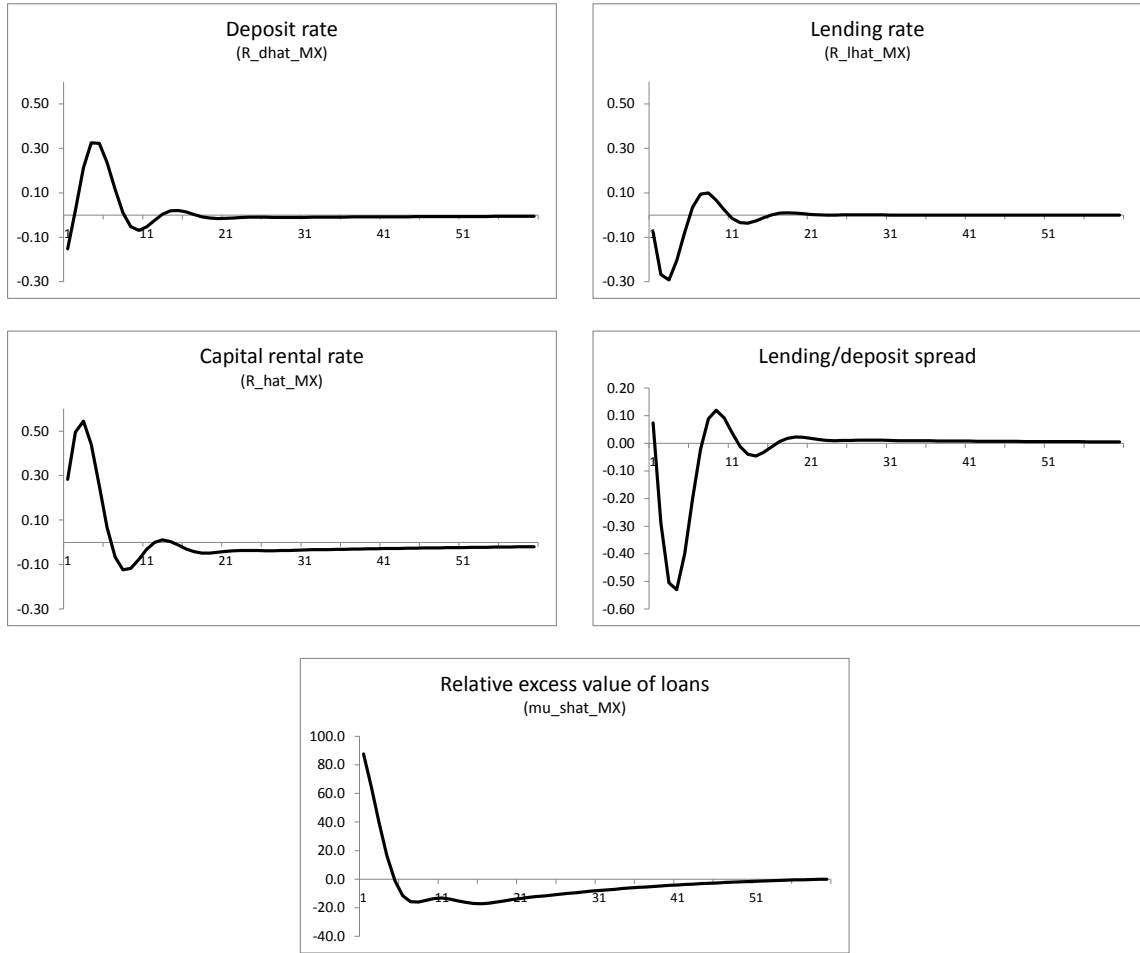 Deposit rate
(R_dhat_MX)
0.50
0.30
0.10
-0.10
-0.30
1 11 21 31 41 51
Lending rate
(R_lhat_MX)
0.50
0.30
0.10
-0.10
-0.30
1 11 21 31 41 51
Capital rental rate
(R_hat_MX)
0.50
0.30
0.10
-0.10
-0.30
1 11 21 31 41 51
Lending/deposit spread
0.20
0.10
0.00
-0.10
-0.20
-0.30
-0.40
-0.50
-0.60
1 11 21 31 41 51
Relative excess value of loans
(mu_shat_MX)
100.0
80.0
60.0
40.0
20.0
0.0
-20.0
-40.0
1 11 21 31 41 51